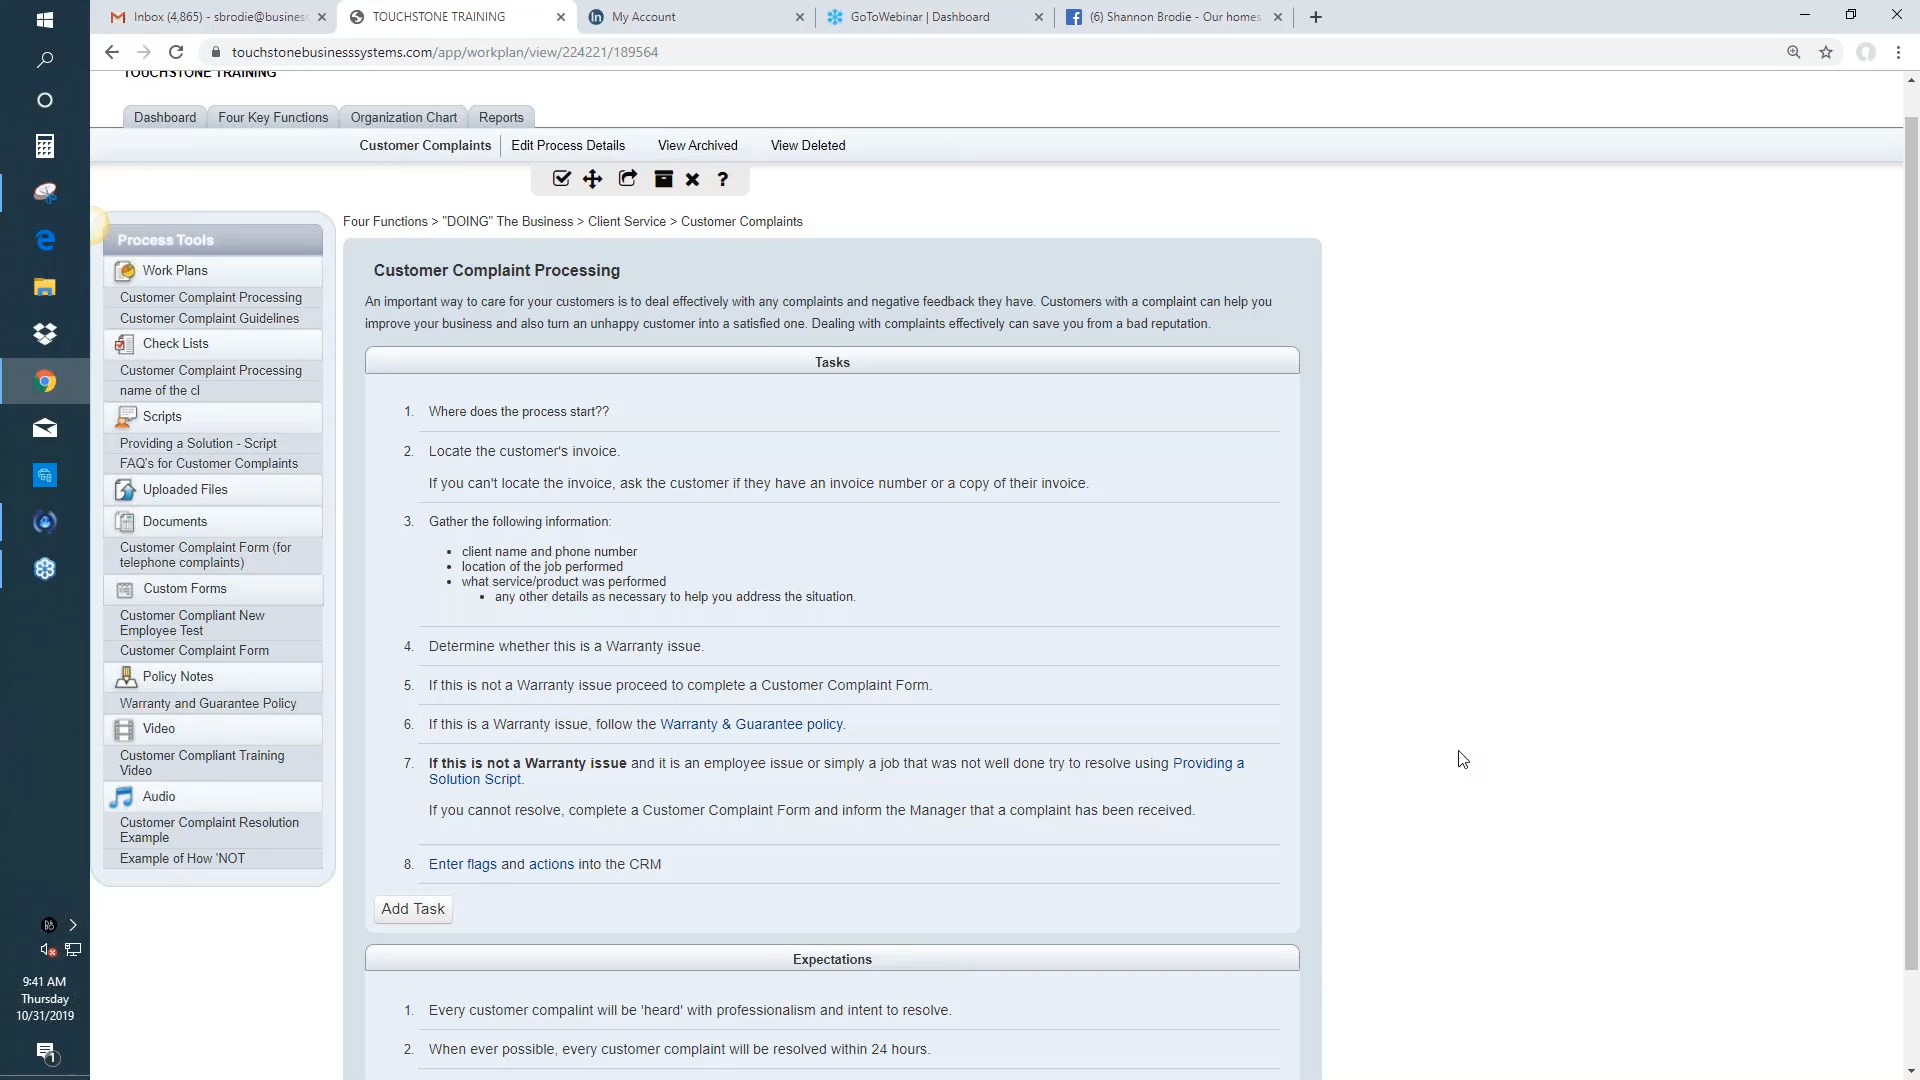 Inbox (4,865) - sbrodie@busines
TOUCHSTONE TRAINING
My Account
GoToWebinar | Dashboard
(6) Shannon Brodie - Our homes
touchstonebusinesssystems.com/app/workplan/view/224221/189564
TOUCHSTONE TRAINING
Dashboard
Four Key Functions
Organization Chart
Reports
Customer Complaints
Edit Process Details
View Archived
View Deleted
?
Four Functions > "DOING" The Business > Client Service > Customer Complaints
Process Tools
Work Plans
Customer Complaint Processing
Customer Complaint Guidelines
Check Lists
Customer Complaint Processing
name of the cl
Scripts
Providing a Solution - Script
FAQ's for Customer Complaints
Uploaded Files
Documents
Customer Complaint Form (for
telephone complaints)
Custom Forms
Customer Compliant New
Employee Test
Customer Complaint Form
Policy Notes
Warranty and Guarantee Policy
Video
Customer Compliant Training
Video
Audio
Customer Complaint Resolution
Example
Example of How 'NOT
Customer Complaint Processing
An important way to care for your customers is to deal effectively with any complaints and negative feedback they have. Customers with a complaint can help you
improve your business and also turn an unhappy customer into a satisfied one. Dealing with complaints effectively can save you from a bad reputation.
Tasks
1. Where does the process start??
2. Locate the customer's invoice.
If you can't locate the invoice, ask the customer if they have an invoice number or a copy of their invoice.
3. Gather the following information:
• client name and phone number
• location of the job performed
• what service/product was performed
• any other details as necessary to help you address the situation.
4. Determine whether this is a Warranty issue.
5. If this is not a Warranty issue proceed to complete a Customer Complaint Form.
6. If this is a Warranty issue, follow the Warranty & Guarantee policy.
7. If this is not a Warranty issue and it is an employee issue or simply a job that was not well done try to resolve using Providing a
Solution Script.
If you cannot resolve, complete a Customer Complaint Form and inform the Manager that a complaint has been received.
8. Enter flags and actions into the CRM
Add Task
Expectations
1. Every customer compalint will be 'heard' with professionalism and intent to resolve.
2. When ever possible, every customer complaint will be resolved within 24 hours.
9:41 AM
Thursday
10/31/2019
1